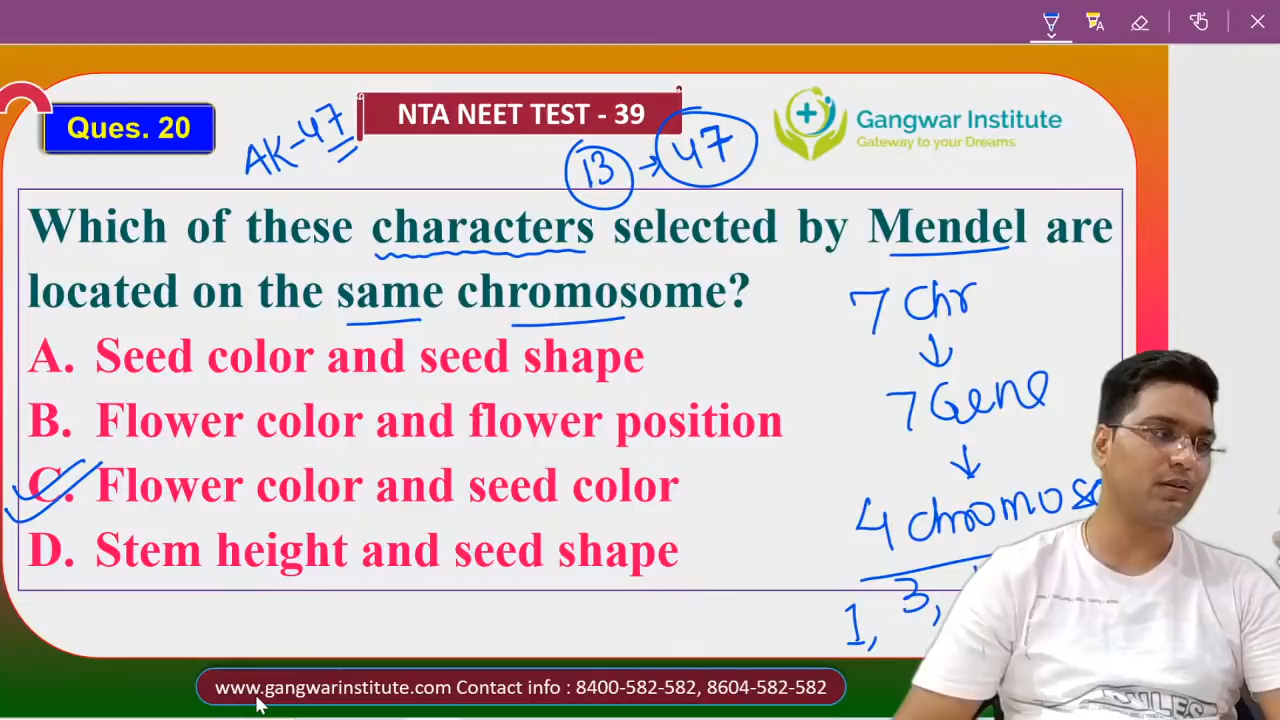 Ques. 20
AK-47
NTA NEET TEST - 39
Gangwar Institute
Gateway to your Dreams
13 → 47
Which of these characters selected by Mendel are
located on the same chromosome?
A. Seed color and seed shape
B. Flower color and flower position
C. Flower color and seed color
D. Stem height and seed shape
7 Chr
7 Gene
4 chromoso
1, 3,
www.gangwarinstitute.com Contact info : 8400-582-582, 8604-582-582